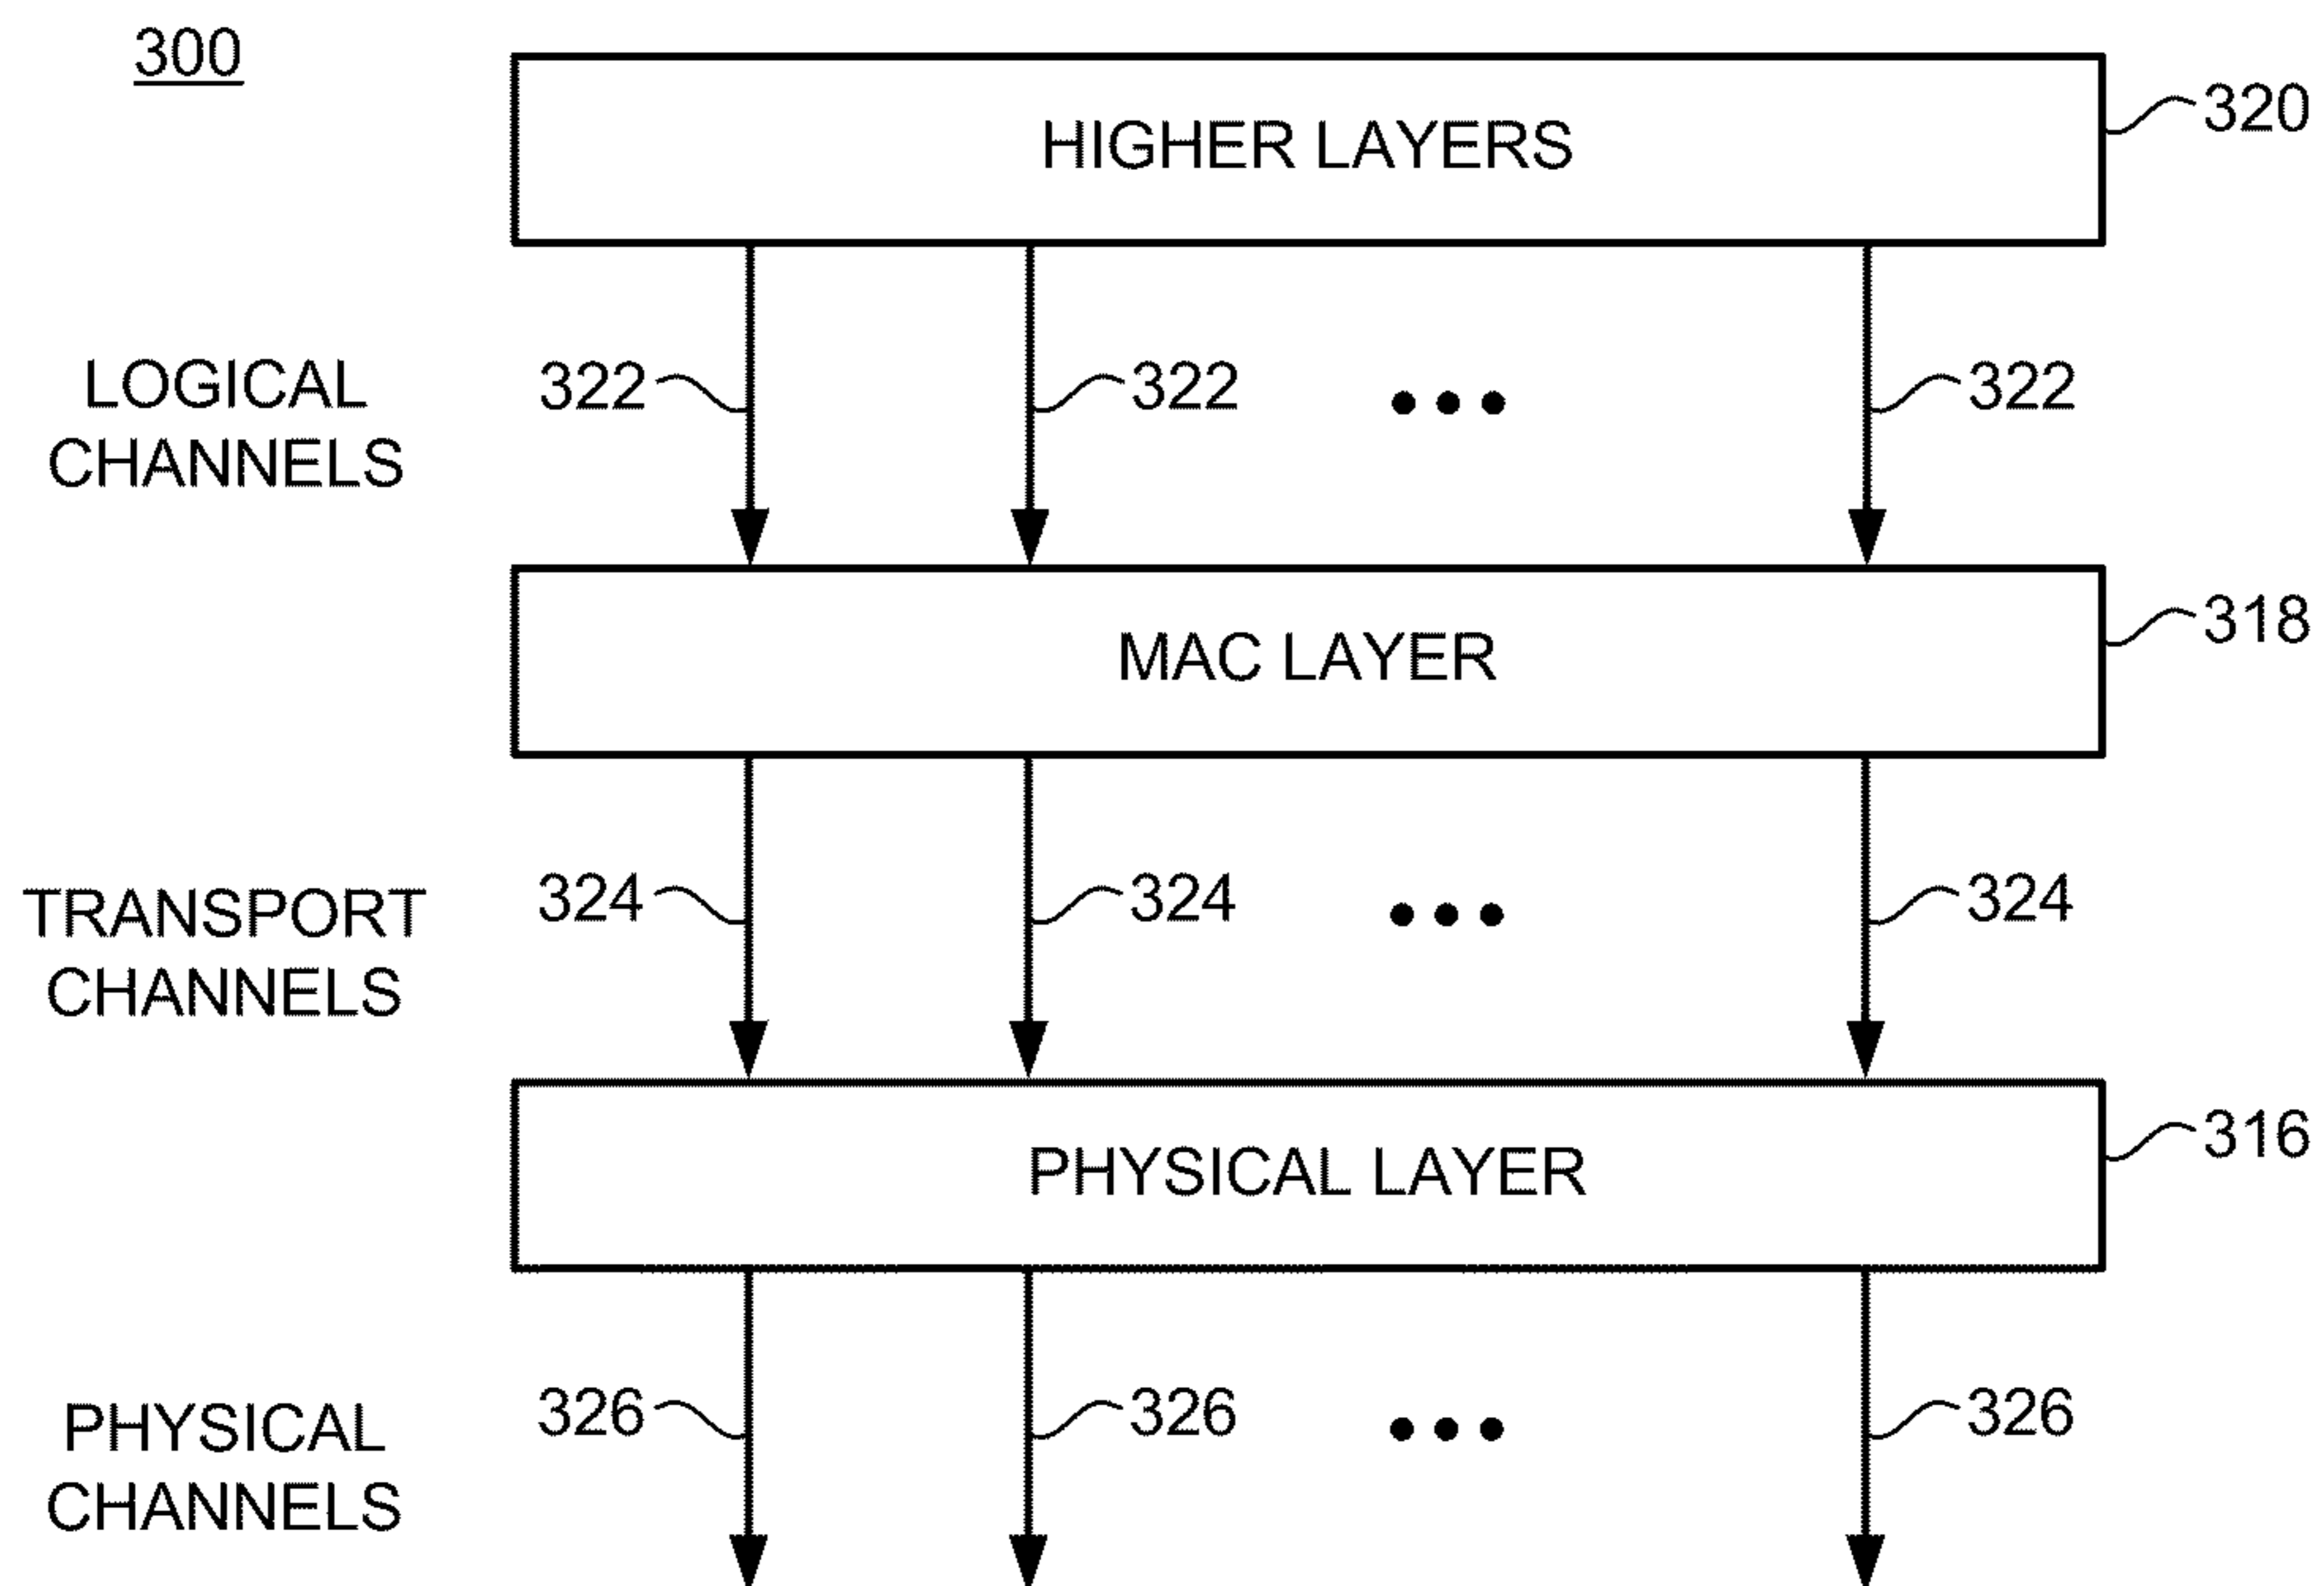 300
HIGHER LAYERS
320
LOGICAL
CHANNELS
322
322
322
MAC LAYER
318
TRANSPORT
CHANNELS
324
324
324
PHYSICAL LAYER
316
PHYSICAL
CHANNELS
326
326
326